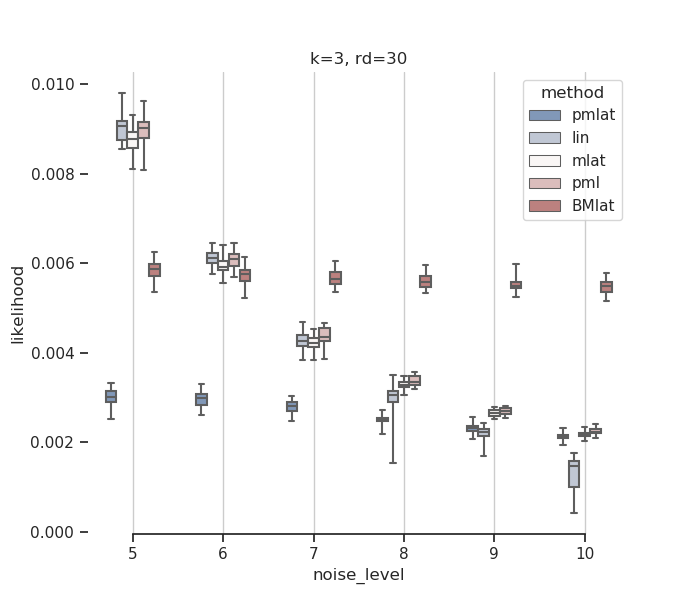 k=3, rd=30
0.010
0.008
0.006
0.004
0.002
0.000
likelihood
method
pmlat
lin
mlat
pml
BMlat
5
6
7
8
9
10
noise_level